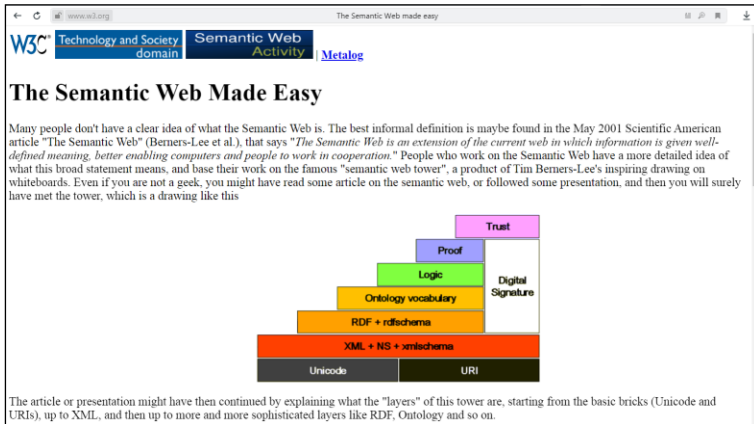 www.w3.org
The Semantic Web made easy
W3C® Technology and Society domain Semantic Web Activity | Metalog
The Semantic Web Made Easy
Many people don't have a clear idea of what the Semantic Web is. The best informal definition is maybe found in the May 2001 Scientific American
article "The Semantic Web" (Berners-Lee et al.), that says "The Semantic Web is an extension of the current web in which information is given well-
defined meaning, better enabling computers and people to work in cooperation." People who work on the Semantic Web have a more detailed idea of
what this broad statement means, and base their work on the famous "semantic web tower", a product of Tim Berners-Lee's inspiring drawing on
whiteboards. Even if you are not a geek, you might have read some article on the semantic web, or followed some presentation, and then you will surely
have met the tower, which is a drawing like this
Trust
Proof
Logic
Digital
Signature
Ontology vocabulary
RDF + rdfschema
XML + NS + xmlschema
Unicode
URI
The article or presentation might have then continued by explaining what the "layers" of this tower are, starting from the basic bricks (Unicode and
URIs), up to XML, and then up to more and more sophisticated layers like RDF, Ontology and so on.